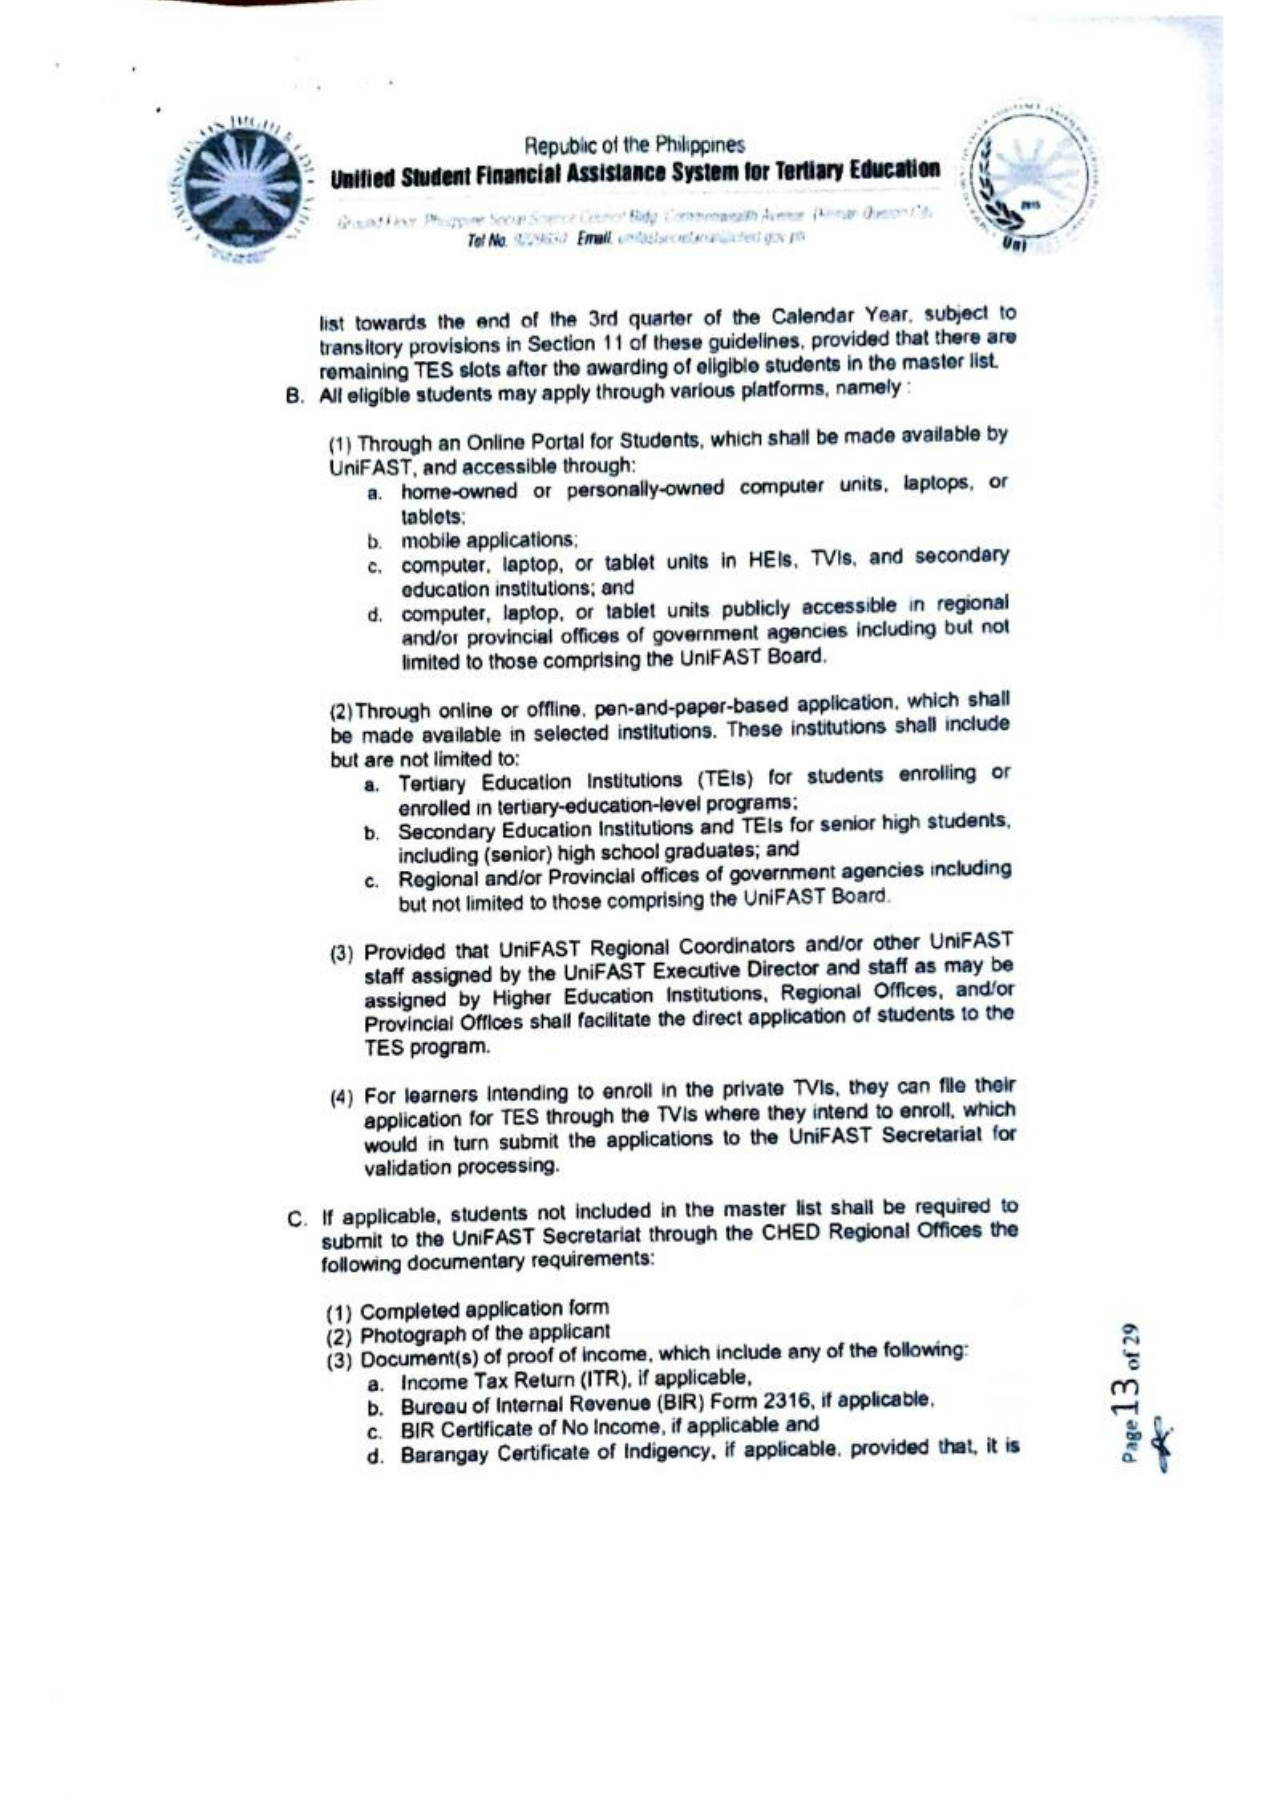 Republic of the Philippines
Unified Student Financial Assistance System for Tertiary Education
Ground Floor Philippine Social Science Council Bldg Commonwealth Avenue Diliman Quezon City
Tel No. Email.
2015
Uni
list towards the end of the 3rd quarter of the Calendar Year, subject to
transitory provisions in Section 11 of these guidelines, provided that there are
remaining TES slots after the awarding of eligible students in the master list.
B. All eligible students may apply through various platforms, namely :
(1) Through an Online Portal for Students, which shall be made available by
UniFAST, and accessible through:
a. home-owned or personally-owned computer units, laptops, or
tablets;
b. mobile applications;
c. computer, laptop, or tablet units in HEIs, TVIs, and secondary
education institutions; and
d. computer, laptop, or tablet units publicly accessible in regional
and/or provincial offices of government agencies including but not
limited to those comprising the UniFAST Board.
(2) Through online or offline, pen-and-paper-based application, which shall
be made available in selected institutions. These institutions shall include
but are not limited to:
a. Tertiary Education Institutions (TEIs) for students enrolling or
enrolled in tertiary-education-level programs;
b. Secondary Education Institutions and TEIs for senior high students,
including (senior) high school graduates; and
c. Regional and/or Provincial offices of government agencies including
but not limited to those comprising the UniFAST Board.
(3) Provided that UniFAST Regional Coordinators and/or other UniFAST
staff assigned by the UniFAST Executive Director and staff as may be
assigned by Higher Education Institutions, Regional Offices, and/or
Provincial Offices shall facilitate the direct application of students to the
TES program.
(4) For learners intending to enroll in the private TVIs, they can file their
application for TES through the TVIs where they intend to enroll, which
would in turn submit the applications to the UniFAST Secretariat for
validation processing.
C. If applicable, students not included in the master list shall be required to
submit to the UniFAST Secretariat through the CHED Regional Offices the
following documentary requirements:
(1) Completed application form
(2) Photograph of the applicant
(3) Document(s) of proof of income, which include any of the following:
a. Income Tax Return (ITR), if applicable,
b. Bureau of Internal Revenue (BIR) Form 2316, if applicable,
c. BIR Certificate of No Income, if applicable and
d. Barangay Certificate of Indigency, if applicable, provided that, it is
Page 13 of 29